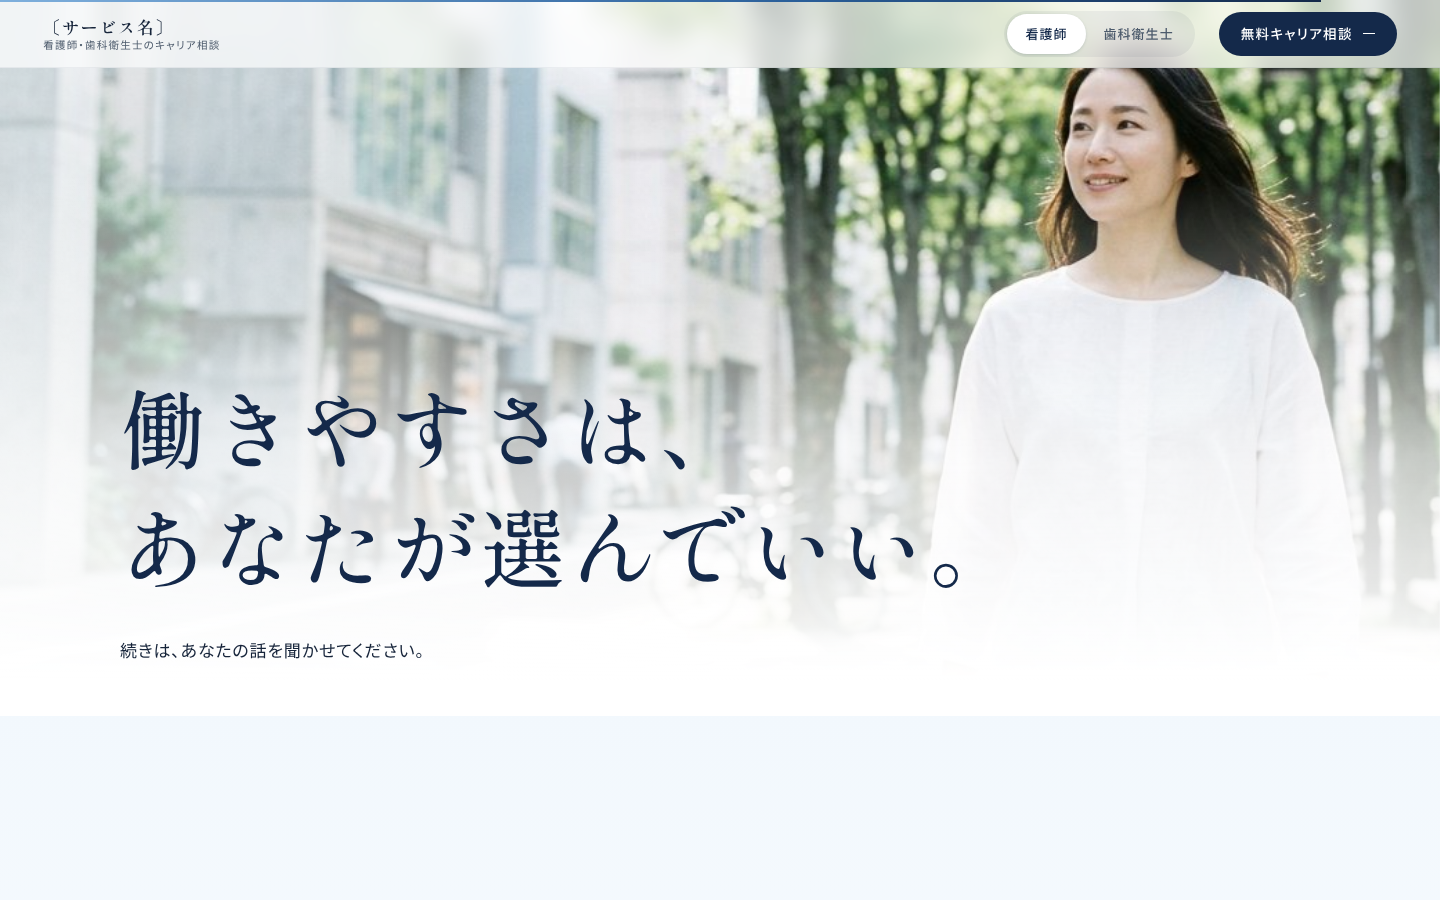 〔サービス名〕
看護師・歯科衛生士のキャリア相談
看護師
歯科衛生士
無料キャリア相談
働きやすさは、
あなたが選んでいい。
続きは、あなたの話を聞かせてください。